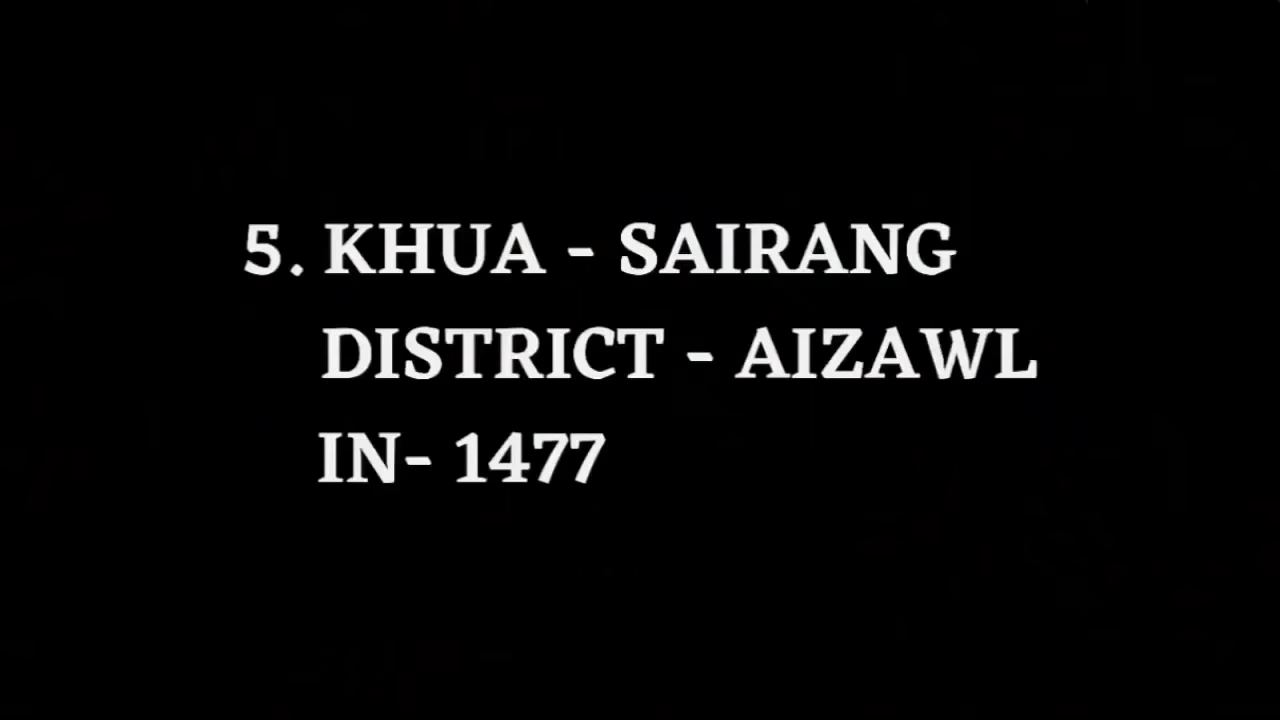 5. KHUA - SAIRANG
DISTRICT - AIZAWL
IN- 1477